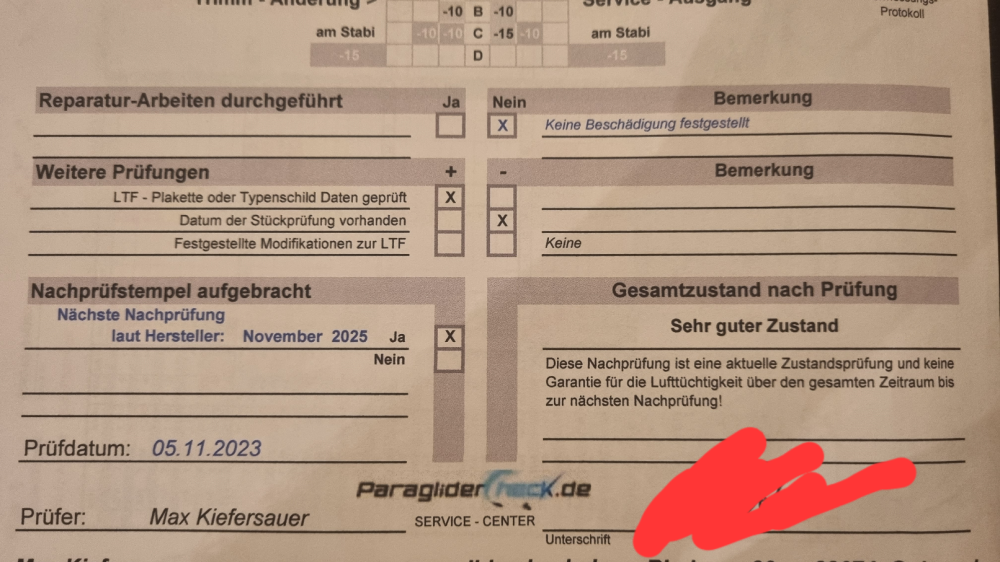 Trimm - Änderung >
Service - Ausgang
Protokoll
-10 B -10
am Stabi -10 -10 C -15 -10 am Stabi
-15 D -15
Reparatur-Arbeiten durchgeführt Ja Nein Bemerkung
X Keine Beschädigung festgestellt
Weitere Prüfungen + - Bemerkung
LTF - Plakette oder Typenschild Daten geprüft X
Datum der Stückprüfung vorhanden X
Festgestellte Modifikationen zur LTF Keine
Nachprüfstempel aufgebracht Gesamtzustand nach Prüfung
Nächste Nachprüfung
laut Hersteller: November 2025 Ja X
Nein
Sehr guter Zustand
Diese Nachprüfung ist eine aktuelle Zustandsprüfung und keine
Garantie für die Lufttüchtigkeit über den gesamten Zeitraum bis
zur nächsten Nachprüfung!
Prüfdatum: 05.11.2023
ParagliderCheck.de
SERVICE - CENTER
Prüfer: Max Kiefersauer
Unterschrift